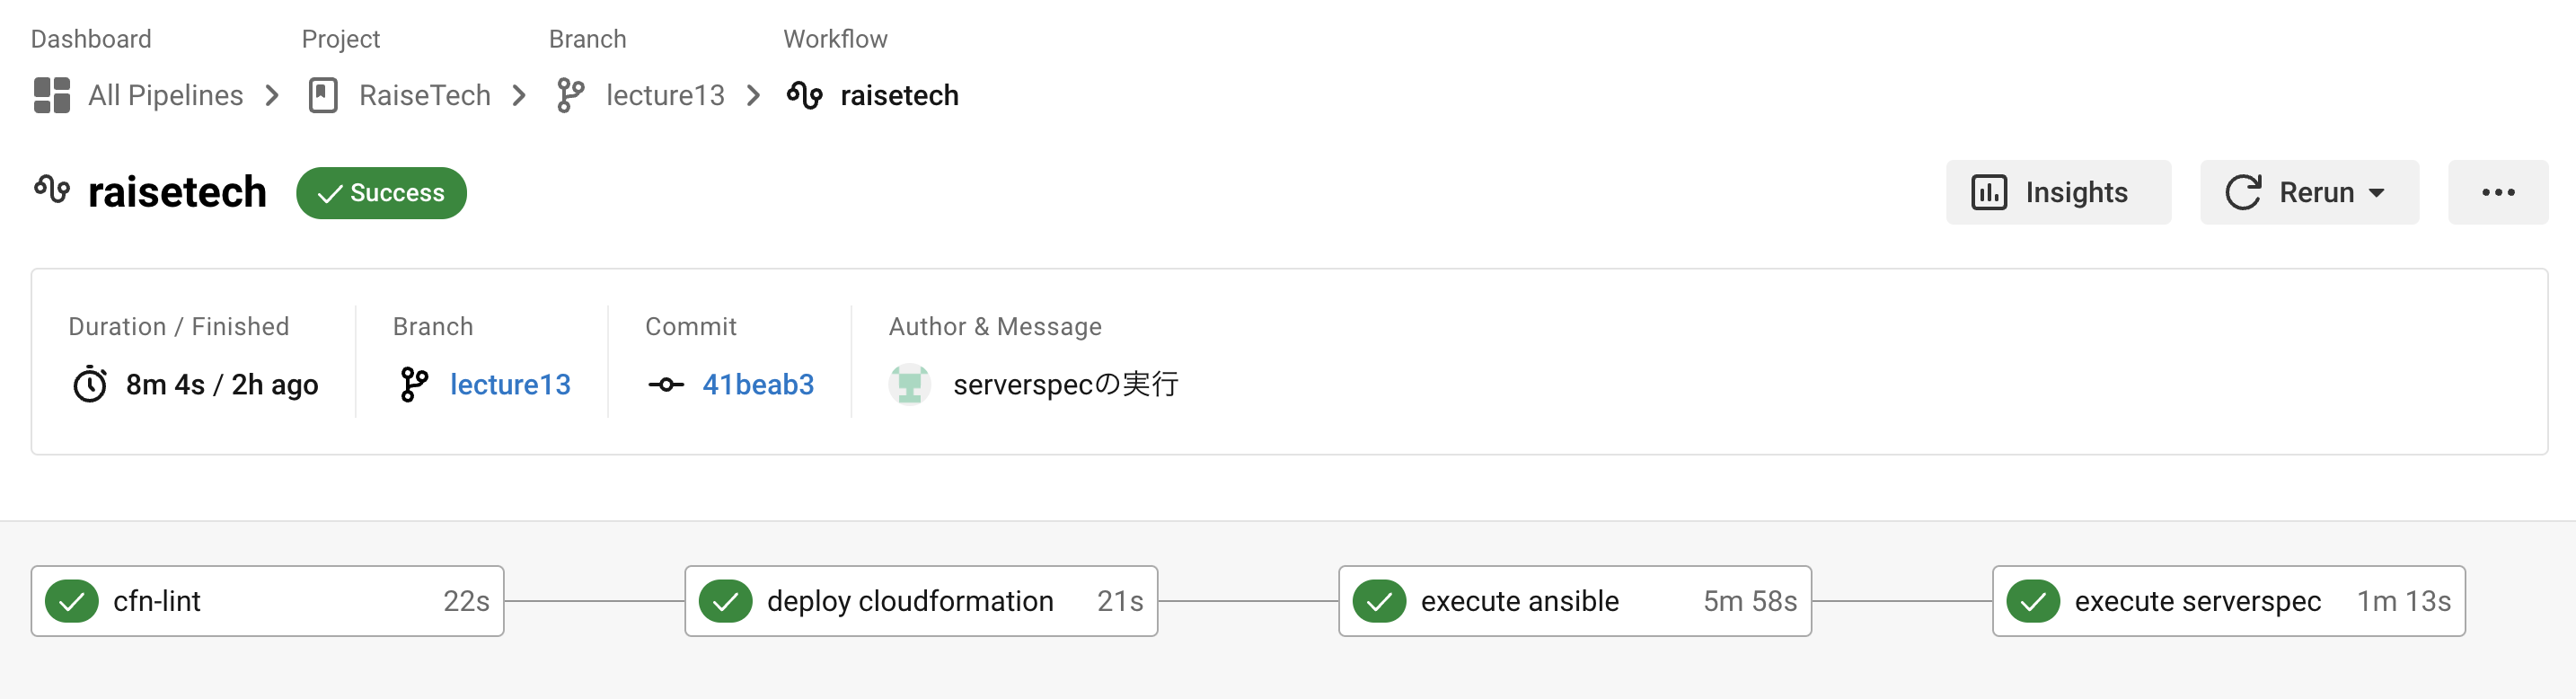 Dashboard Project Branch Workflow
All Pipelines RaiseTech lecture13 raisetech
raisetech Success Insights Rerun
Duration / Finished Branch Commit Author & Message
8m 4s / 2h ago lecture13 41beab3 serverspecの実行
cfn-lint 22s deploy cloudformation 21s execute ansible 5m 58s execute serverspec 1m 13s